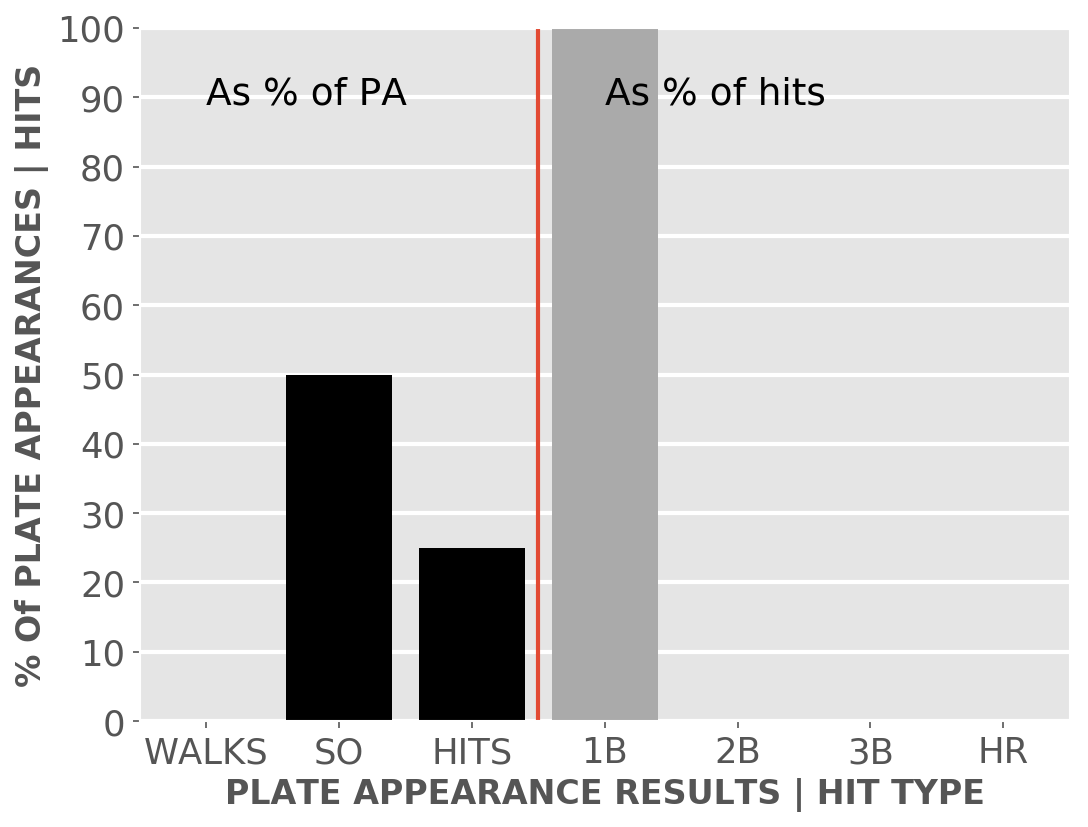 % Of PLATE APPEARANCES | HITS
100
90
80
70
60
50
40
30
20
10
0
As % of PA
As % of hits
WALKS SO HITS 1B 2B 3B HR
PLATE APPEARANCE RESULTS | HIT TYPE